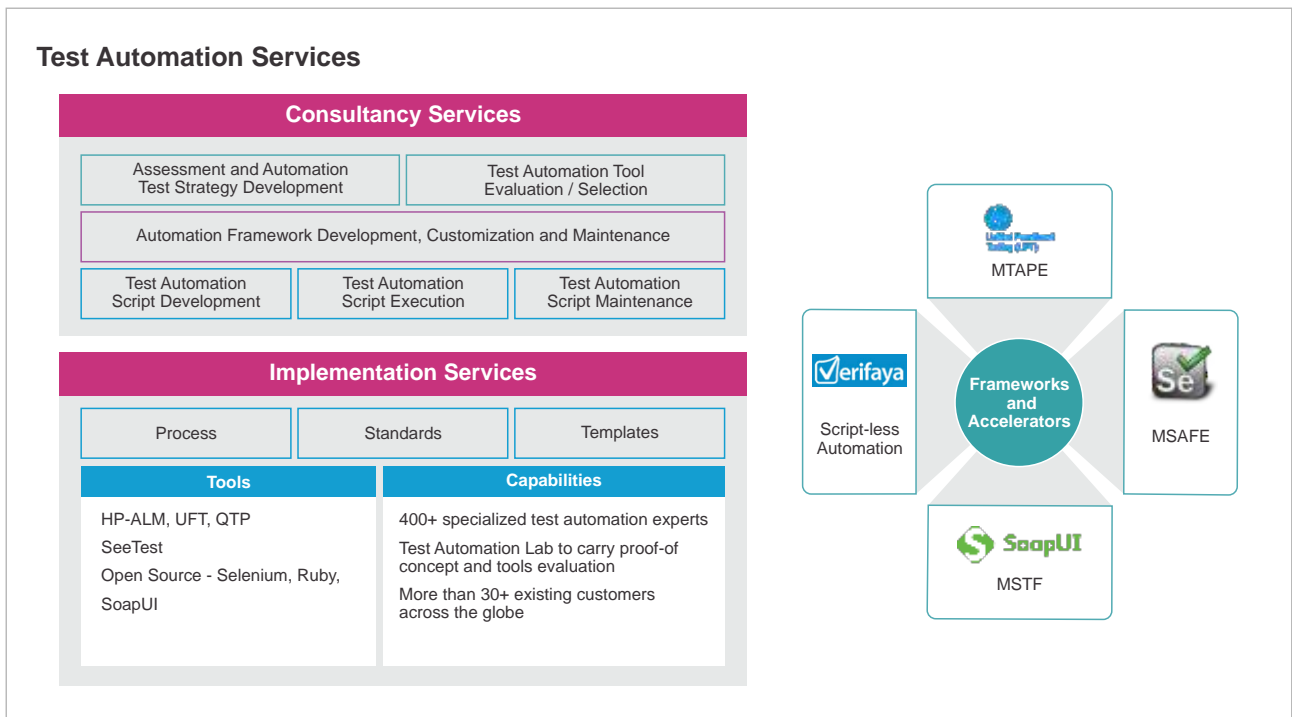 Test Automation Services
Consultancy Services
Assessment and Automation
Test Strategy Development
Test Automation Tool
Evaluation / Selection
Automation Framework Development, Customization and Maintenance
Test Automation
Script Development
Test Automation
Script Execution
Test Automation
Script Maintenance
Implementation Services
Process
Standards
Templates
Tools
HP-ALM, UFT, QTP
SeeTest
Open Source - Selenium, Ruby,
SoapUI
Capabilities
400+ specialized test automation experts
Test Automation Lab to carry proof-of
concept and tools evaluation
More than 30+ existing customers
across the globe
Unified Functional
Testing (UFT)
MTAPE
Verifaya
Script-less
Automation
Frameworks
and
Accelerators
Se
MSAFE
SoapUI
MSTF